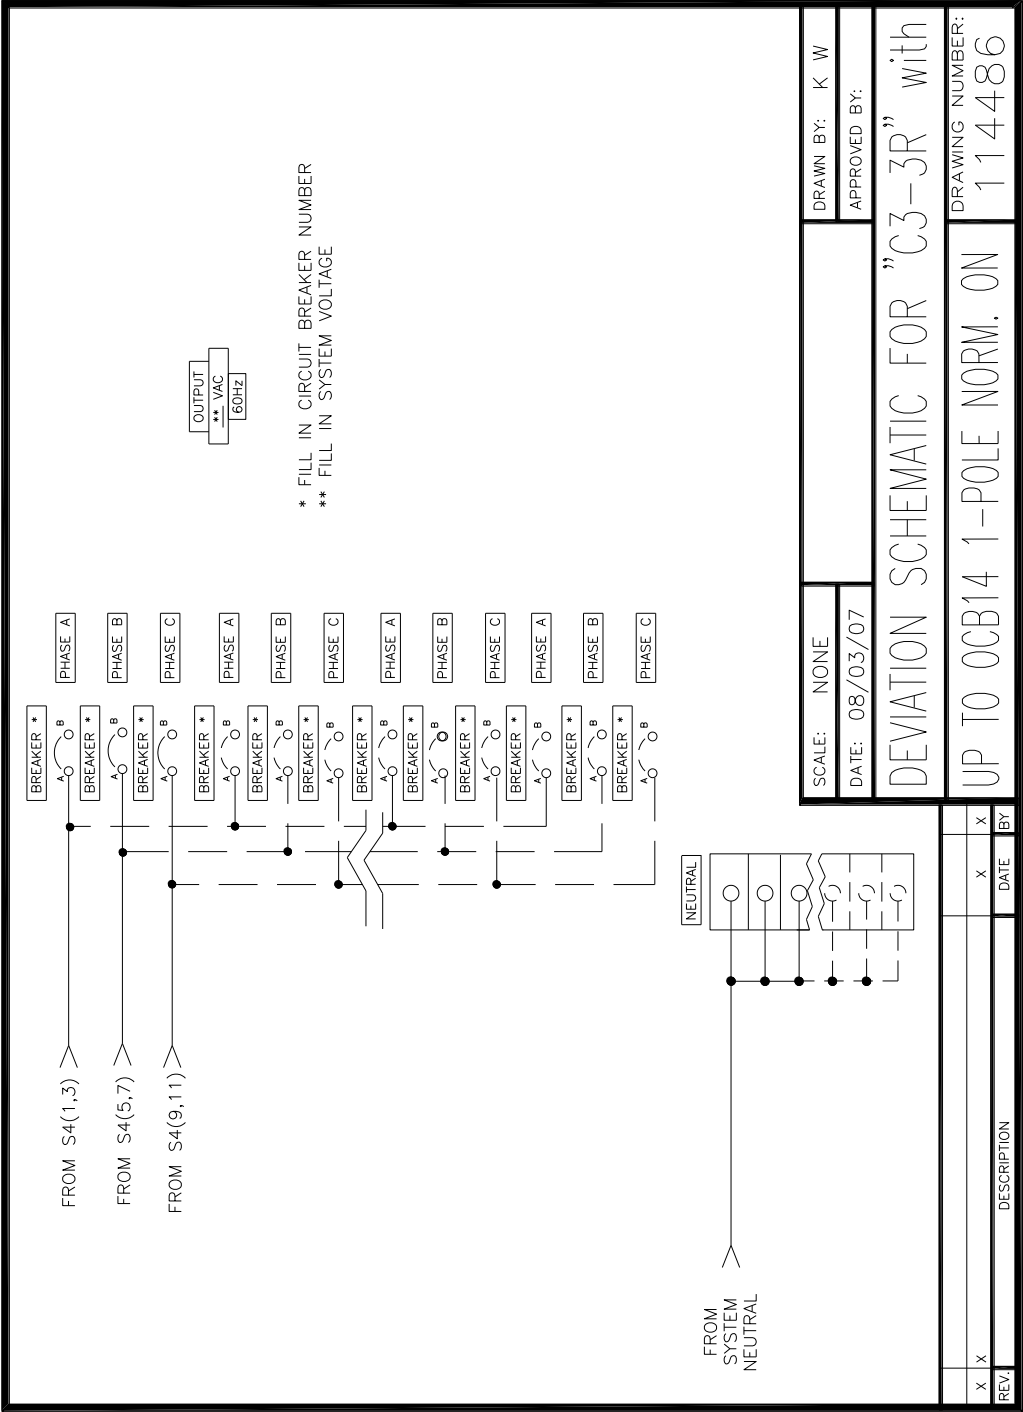 FROM S4(1,3)
FROM S4(5,7)
FROM S4(9,11)
BREAKER *
A B
PHASE A
BREAKER *
A B
PHASE B
BREAKER *
A B
PHASE C
BREAKER *
A B
PHASE A
BREAKER *
A B
PHASE B
BREAKER *
A B
PHASE C
BREAKER *
A B
PHASE A
BREAKER *
A B
PHASE B
BREAKER *
A B
PHASE C
BREAKER *
A B
PHASE A
BREAKER *
A B
PHASE B
BREAKER *
A B
PHASE C
OUTPUT
** VAC
60Hz
* FILL IN CIRCUIT BREAKER NUMBER
** FILL IN SYSTEM VOLTAGE
FROM
SYSTEM
NEUTRAL
NEUTRAL
SCALE: NONE
DATE: 08/03/07
DRAWN BY: K W
APPROVED BY:
DEVIATION SCHEMATIC FOR "C3-3R" with
UP TO OCB14 1-POLE NORM. ON
DRAWING NUMBER:
114486
X X X X
REV. DESCRIPTION DATE BY